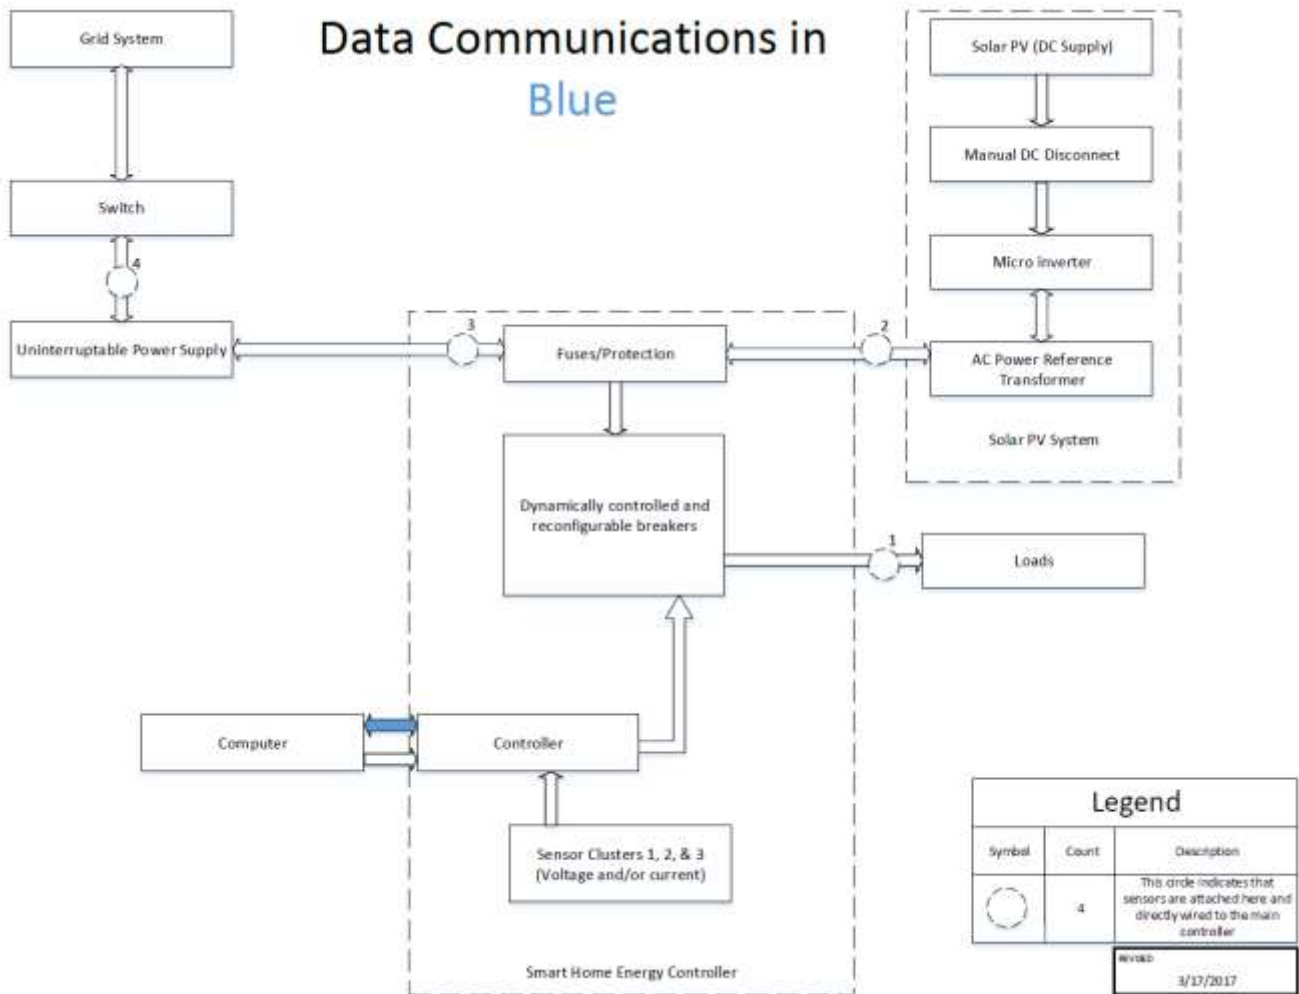 Data Communications in
Blue
Grid System
Switch
4
Uninterruptable Power Supply
Solar PV (DC Supply)
Manual DC Disconnect
Micro inverter
AC Power Reference
Transformer
Solar PV System
3
Fuses/Protection
2
Dynamically controlled and
reconfigurable breakers
1
Loads
Computer
Controller
Sensor Clusters 1, 2, & 3
(Voltage and/or current)
Smart Home Energy Controller
Legend
Symbol Count Description
4
This circle indicates that
sensors are attached here and
directly wired to the main
controller
REVISED
3/17/2017